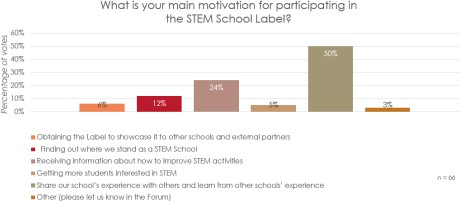 What is your main motivation for participating in
the STEM School Label?
Percentage of votes
60%
50%
40%
30%
20%
10%
0%
6%
12%
24%
5%
50%
3%
Obtaining the Label to showcase it to other schools and external partners
Finding out where we stand as a STEM School
Receiving information about how to improve STEM activities
Getting more students interested in STEM
Share our school's experience with others and learn from other schools' experience
Other (please let us know in the Forum)
n = 66